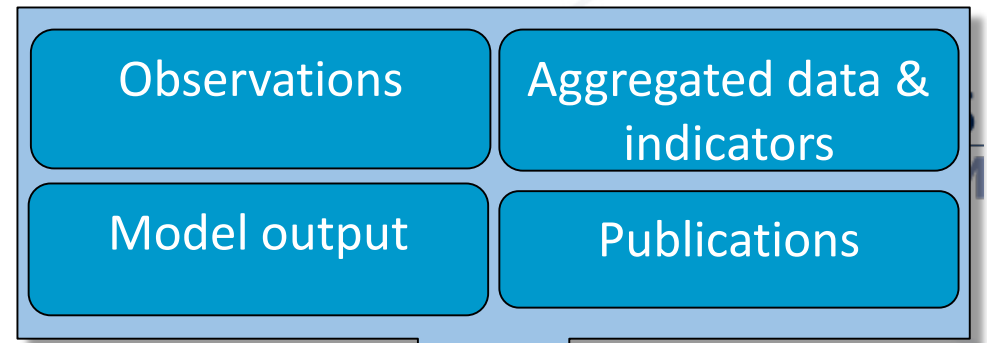 Observations
Aggregated data &
indicators
Model output
Publications